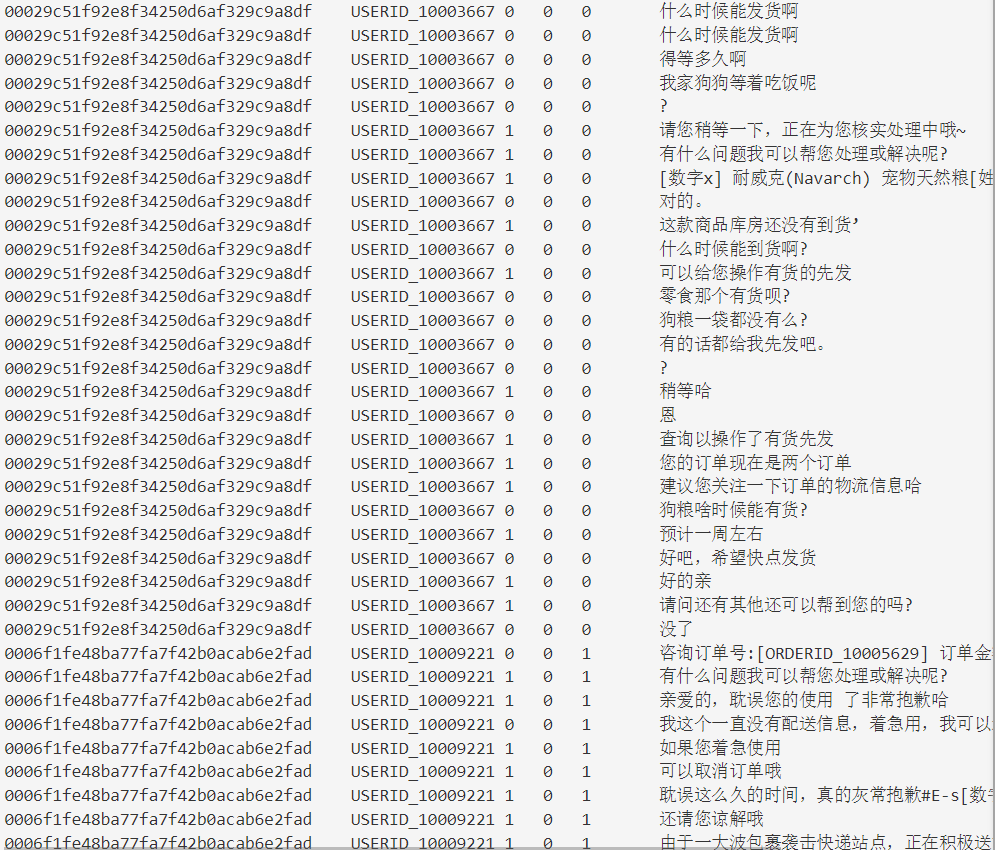 00029c51f92e8f34250d6af329c9a8df USERID_10003667 0 0 0 什么时候能发货啊
00029c51f92e8f34250d6af329c9a8df USERID_10003667 0 0 0 什么时候能发货啊
00029c51f92e8f34250d6af329c9a8df USERID_10003667 0 0 0 得等多久啊
00029c51f92e8f34250d6af329c9a8df USERID_10003667 0 0 0 我家狗狗等着吃饭呢
00029c51f92e8f34250d6af329c9a8df USERID_10003667 0 0 0 ?
00029c51f92e8f34250d6af329c9a8df USERID_10003667 1 0 0 请您稍等一下，正在为您核实处理中哦~
00029c51f92e8f34250d6af329c9a8df USERID_10003667 1 0 0 有什么问题我可以帮您处理或解决呢?
00029c51f92e8f34250d6af329c9a8df USERID_10003667 1 0 0 [数字x] 耐威克(Navarch) 宠物天然粮[姓
00029c51f92e8f34250d6af329c9a8df USERID_10003667 0 0 0 对的。
00029c51f92e8f34250d6af329c9a8df USERID_10003667 1 0 0 这款商品库房还没有到货’
00029c51f92e8f34250d6af329c9a8df USERID_10003667 0 0 0 什么时候能到货啊?
00029c51f92e8f34250d6af329c9a8df USERID_10003667 1 0 0 可以给您操作有货的先发
00029c51f92e8f34250d6af329c9a8df USERID_10003667 0 0 0 零食那个有货呗?
00029c51f92e8f34250d6af329c9a8df USERID_10003667 0 0 0 狗粮一袋都没有么?
00029c51f92e8f34250d6af329c9a8df USERID_10003667 0 0 0 有的话都给我先发吧。
00029c51f92e8f34250d6af329c9a8df USERID_10003667 0 0 0 ?
00029c51f92e8f34250d6af329c9a8df USERID_10003667 1 0 0 稍等哈
00029c51f92e8f34250d6af329c9a8df USERID_10003667 0 0 0 恩
00029c51f92e8f34250d6af329c9a8df USERID_10003667 1 0 0 查询以操作了有货先发
00029c51f92e8f34250d6af329c9a8df USERID_10003667 1 0 0 您的订单现在是两个订单
00029c51f92e8f34250d6af329c9a8df USERID_10003667 1 0 0 建议您关注一下订单的物流信息哈
00029c51f92e8f34250d6af329c9a8df USERID_10003667 0 0 0 狗粮啥时候能有货?
00029c51f92e8f34250d6af329c9a8df USERID_10003667 1 0 0 预计一周左右
00029c51f92e8f34250d6af329c9a8df USERID_10003667 0 0 0 好吧，希望快点发货
00029c51f92e8f34250d6af329c9a8df USERID_10003667 1 0 0 好的亲
00029c51f92e8f34250d6af329c9a8df USERID_10003667 1 0 0 请问还有其他还可以帮到您的吗?
00029c51f92e8f34250d6af329c9a8df USERID_10003667 0 0 0 没了
0006f1fe48ba77fa7f42b0acab6e2fad USERID_10009221 0 0 1 咨询订单号:[ORDERID_10005629] 订单金
0006f1fe48ba77fa7f42b0acab6e2fad USERID_10009221 1 0 1 有什么问题我可以帮您处理或解决呢?
0006f1fe48ba77fa7f42b0acab6e2fad USERID_10009221 1 0 1 亲爱的，耽误您的使用 了非常抱歉哈
0006f1fe48ba77fa7f42b0acab6e2fad USERID_10009221 0 0 1 我这个一直没有配送信息，着急用，我可以
0006f1fe48ba77fa7f42b0acab6e2fad USERID_10009221 1 0 1 如果您着急使用
0006f1fe48ba77fa7f42b0acab6e2fad USERID_10009221 1 0 1 可以取消订单哦
0006f1fe48ba77fa7f42b0acab6e2fad USERID_10009221 1 0 1 耽误这么久的时间，真的灰常抱歉#E-s[数
0006f1fe48ba77fa7f42b0acab6e2fad USERID_10009221 1 0 1 还请您谅解哦
0006f1fe48ba77fa7f42b0acab6e2fad USERID_10009221 1 0 1 由于一大波包裹袭击快递站点，正在积极送